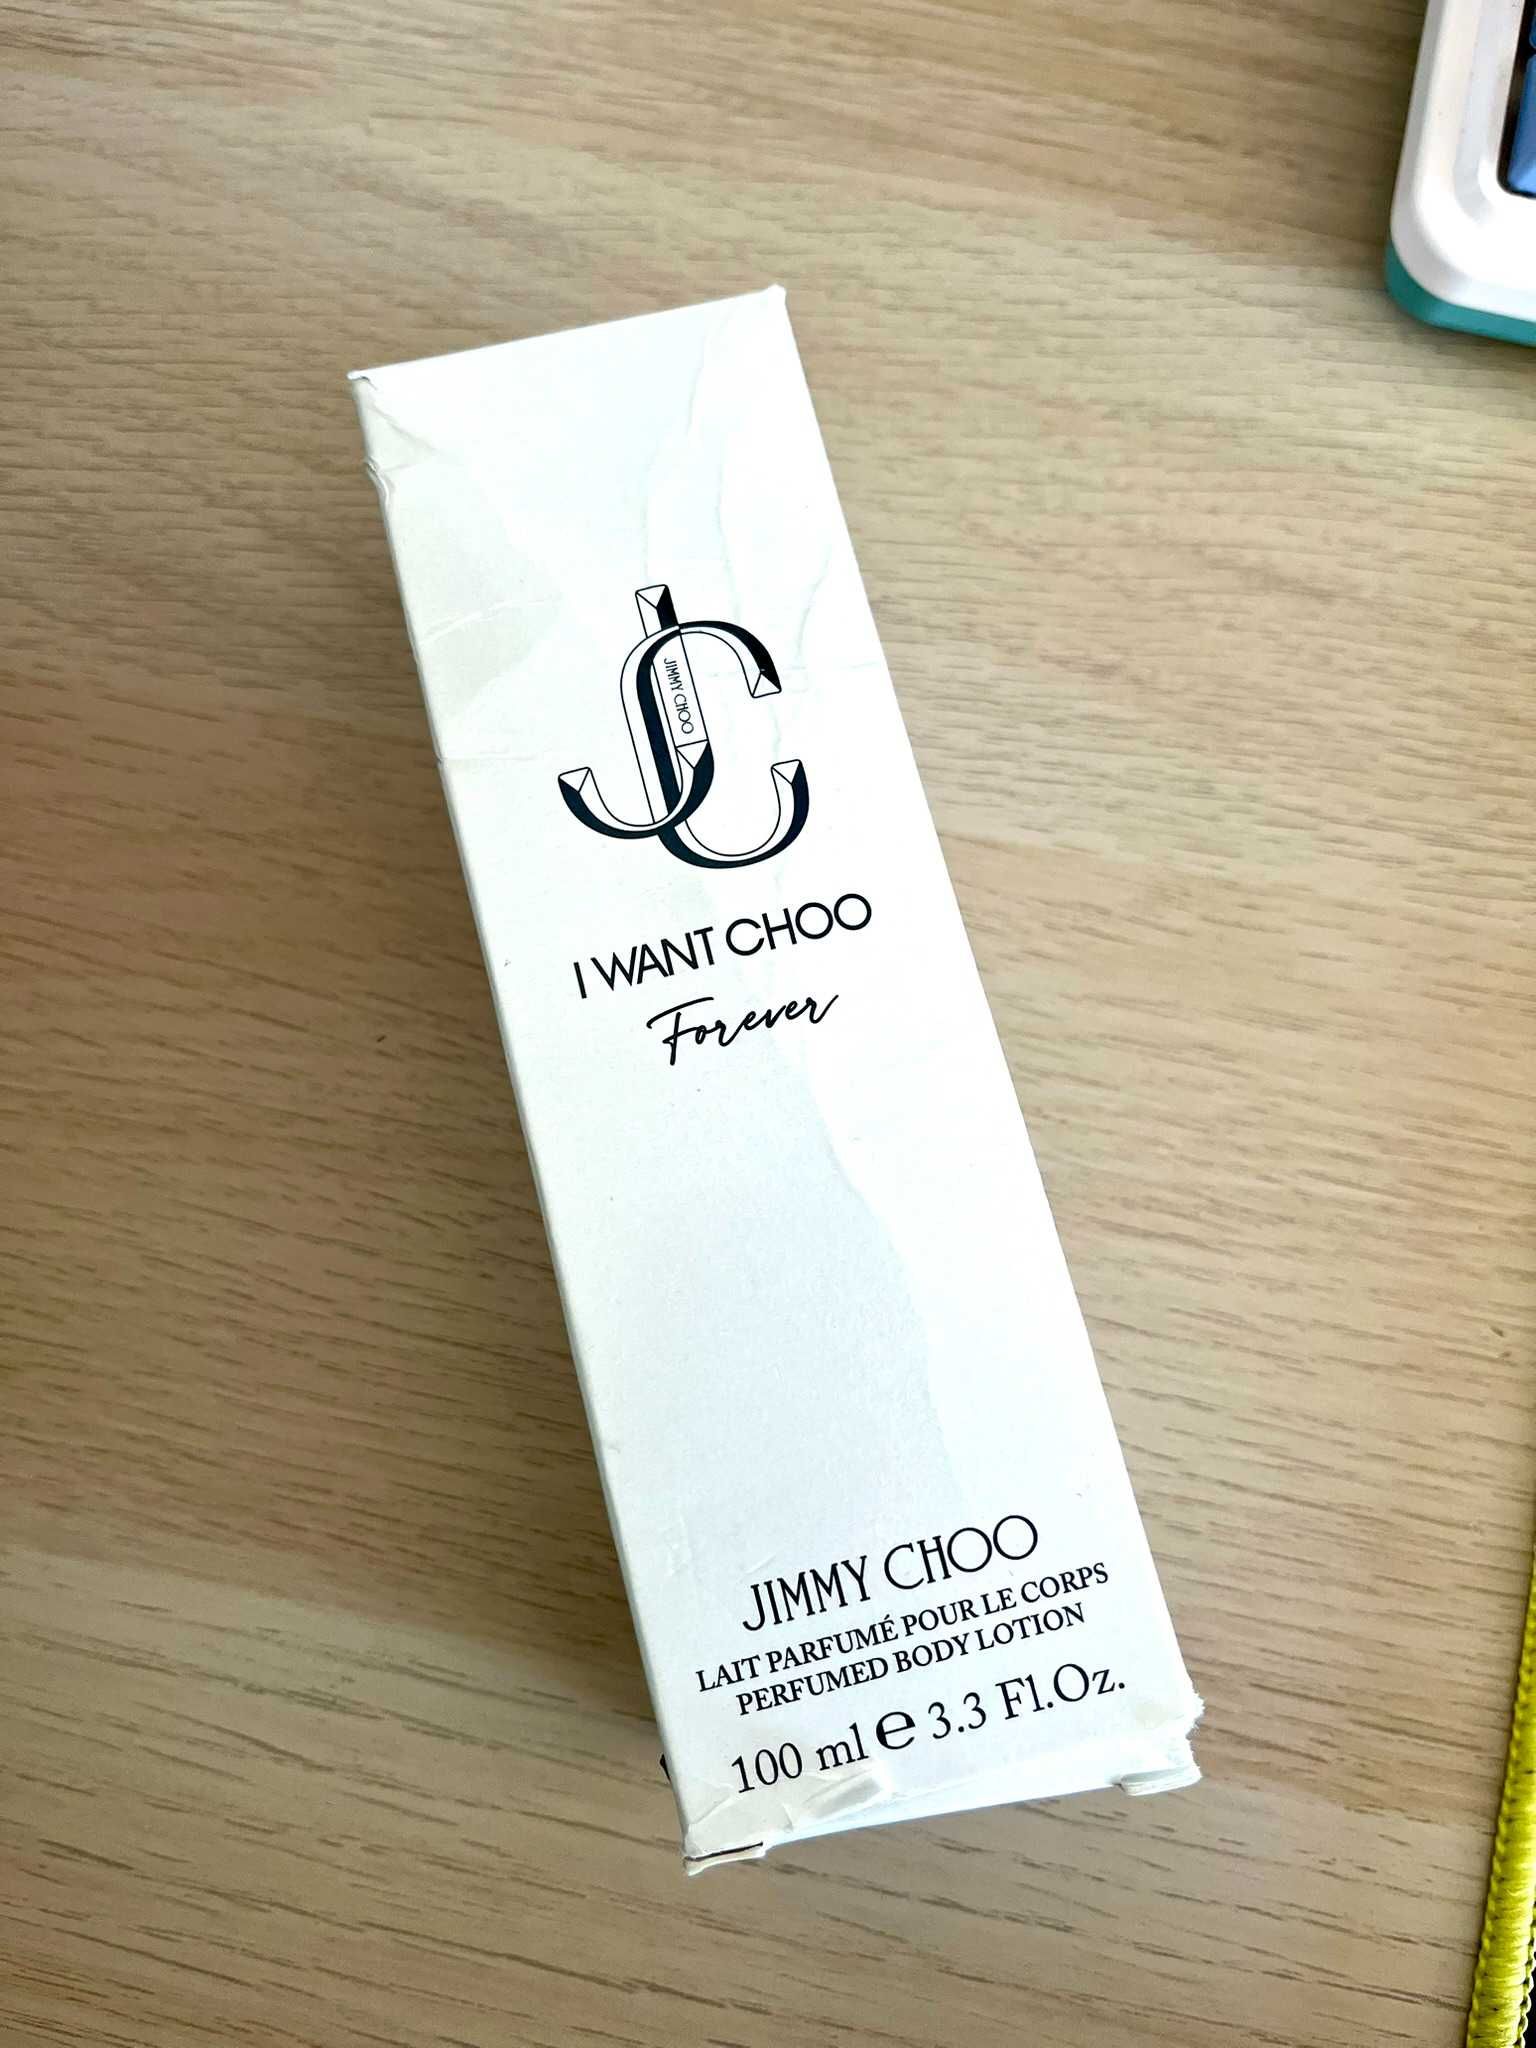 JIMMY CHOO
I WANT CHOO
Forever
JIMMY CHOO
LAIT PARFUMÉ POUR LE CORPS
PERFUMED BODY LOTION
100 ml ℮ 3.3 Fl.Oz.